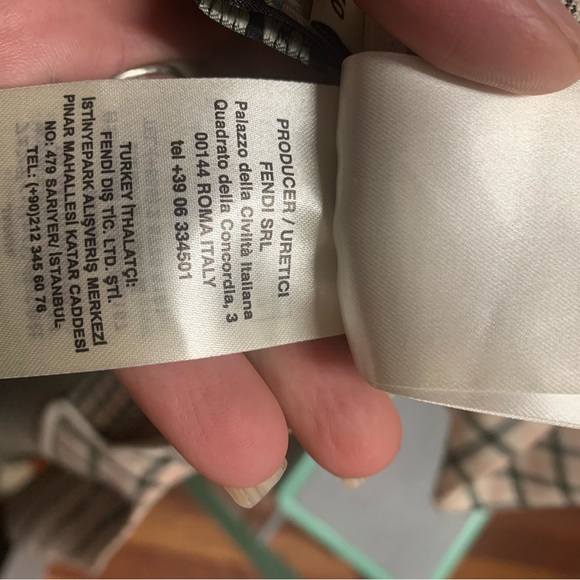 PRODUCER / URETICI
FENDI SRL
Palazzo della Civiltà Italiana
Quadrato della Concordia, 3
00144 ROMA ITALY
tel +39 06 334501
TURKEY İTHALATÇI:
FENDİ DIŞ TİC. LTD. ŞTİ.
İSTİNYEPARK ALIŞVERİŞ MERKEZİ
PINAR MAHALLESİ KATAR CADDESİ
NO: 479 SARIYER/ İSTANBUL
TEL: (+90)212 345 60 76